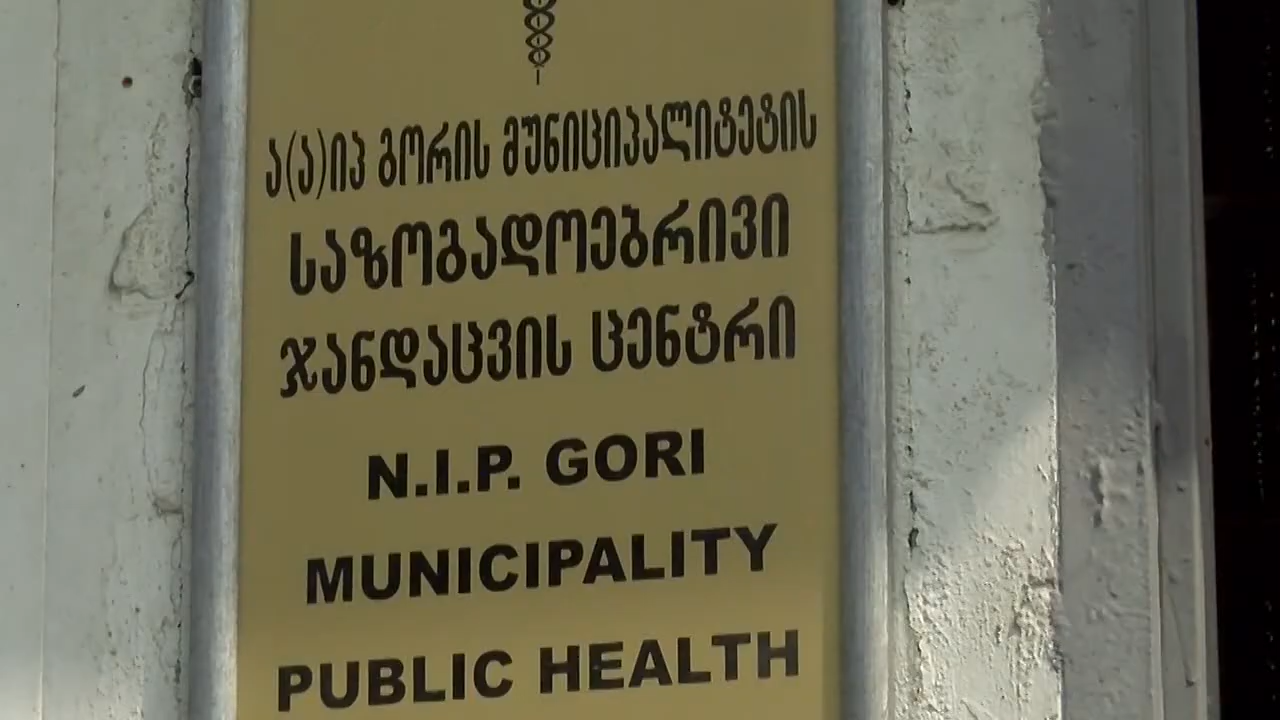 ა(ა)იპ გორის მუნიციპალიტეტის
საზოგადოებრივი
ჯანდაცვის ცენტრი
N.I.P. GORI
MUNICIPALITY
PUBLIC HEALTH